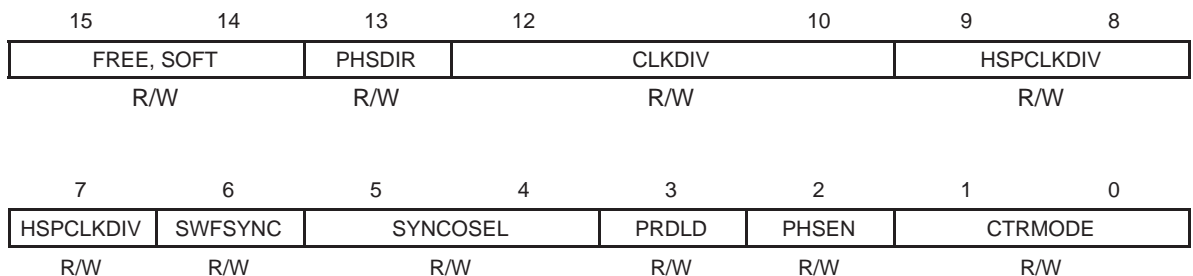 15 14 13 12 10 9 8
FREE, SOFT PHSDIR CLKDIV HSPCLKDIV
R/W R/W R/W R/W
7 6 5 4 3 2 1 0
HSPCLKDIV SWFSYNC SYNCOSEL PRDLD PHSEN CTRMODE
R/W R/W R/W R/W R/W R/W